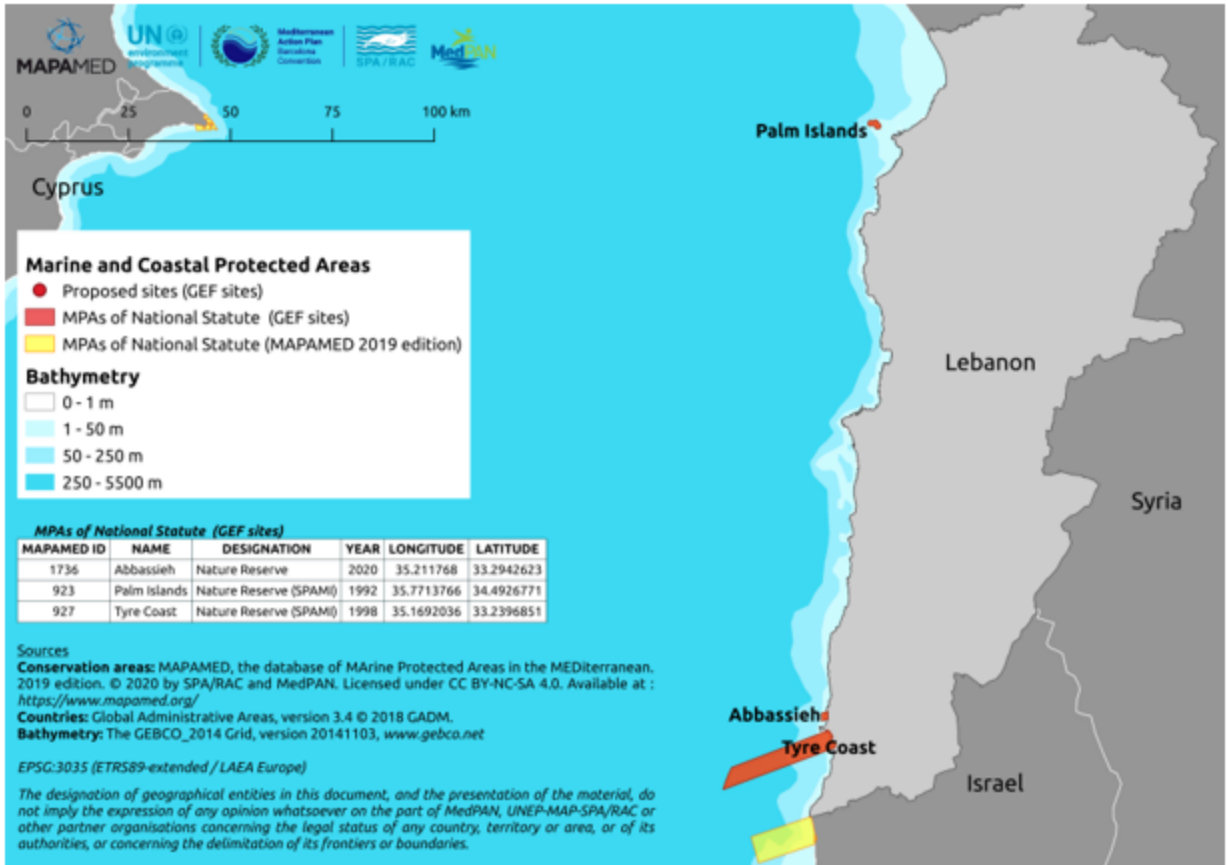 MAPAMED
UN
environment
programme
Mediterranean
Action Plan
Barcelona
Convention
SPA/RAC
MedPAN
0 25 50 75 100 km
Palm Islands
Cyprus
Marine and Coastal Protected Areas
Proposed sites (GEF sites)
MPAs of National Statute (GEF sites)
MPAs of National Statute (MAPAMED 2019 edition)
Bathymetry
0 - 1 m
1 - 50 m
50 - 250 m
250 - 5500 m
Lebanon
Syria
MPAs of National Statute (GEF sites)
MAPAMED ID NAME DESIGNATION YEAR LONGITUDE LATITUDE
1736 Abbassieh Nature Reserve 2020 35.211768 33.2942623
923 Palm Islands Nature Reserve (SPAMI) 1992 35.7713766 34.4926771
927 Tyre Coast Nature Reserve (SPAMI) 1998 35.1692036 33.2396851
Sources
Conservation areas: MAPAMED, the database of MArine Protected Areas in the MEDiterranean.
2019 edition. © 2020 by SPA/RAC and MedPAN. Licensed under CC BY-NC-SA 4.0. Available at :
https://www.mapamed.org/
Countries: Global Administrative Areas, version 3.4 © 2018 GADM.
Bathymetry: The GEBCO_2014 Grid, version 20141103, www.gebco.net
EPSG:3035 (ETRS89-extended / LAEA Europe)
The designation of geographical entities in this document, and the presentation of the material, do
not imply the expression of any opinion whatsoever on the part of MedPAN, UNEP-MAP-SPA/RAC or
other partner organisations concerning the legal status of any country, territory or area, or of its
authorities, or concerning the delimitation of its frontiers or boundaries.
Abbassieh
Tyre Coast
Israel